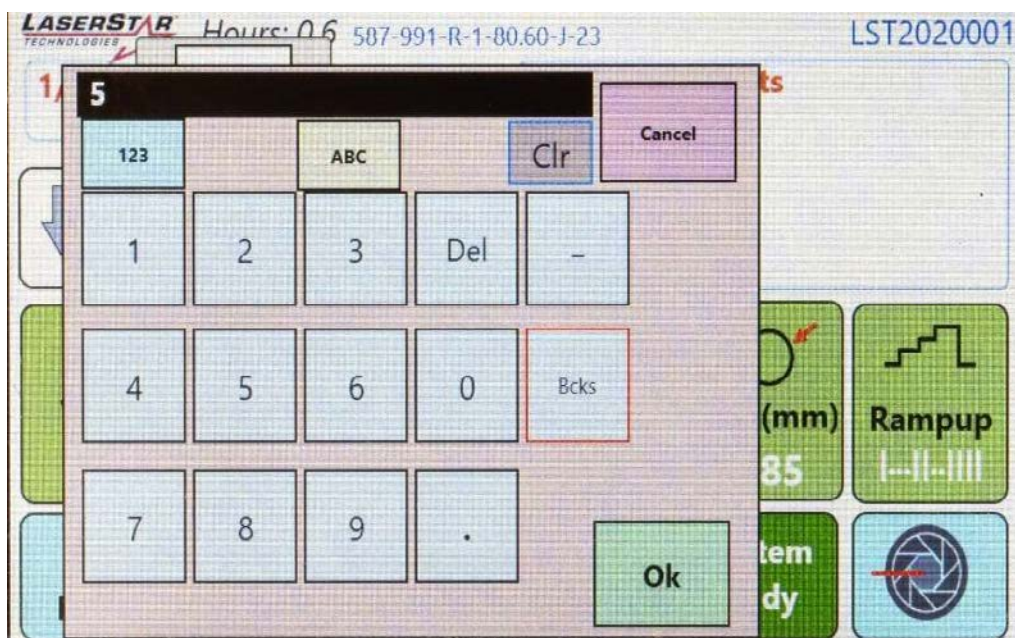 LASERSTAR
TECHNOLOGIES
Hours: 0.6
587-991-R-1-80.60-J-23
LST2020001
1/
ts
5
Cancel
123
ABC
Clr
1
2
3
Del
-
4
5
6
0
Bcks
(mm)
85
Rampup
7
8
9
.
Ok
tem
dy